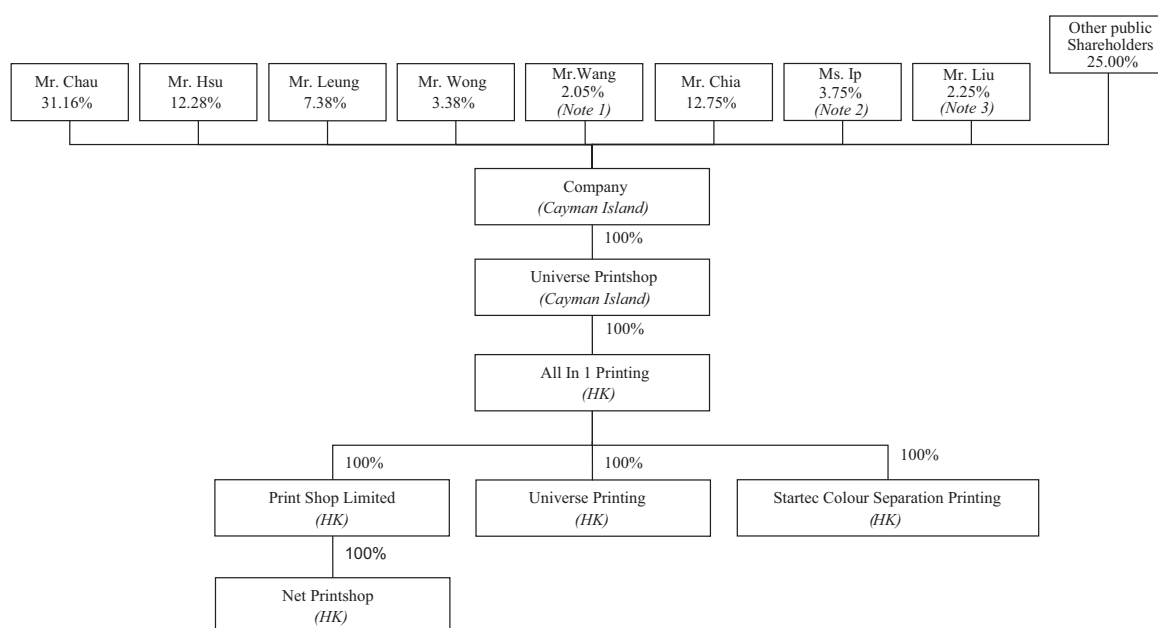 Other public
Shareholders
25.00%
Mr. Chau
31.16%
Mr. Hsu
12.28%
Mr. Leung
7.38%
Mr. Wong
3.38%
Mr.Wang
2.05%
(Note 1)
Mr. Chia
12.75%
Ms. Ip
3.75%
(Note 2)
Mr. Liu
2.25%
(Note 3)
Company
(Cayman Island)
100%
Universe Printshop
(Cayman Island)
100%
All In 1 Printing
(HK)
100%
100%
100%
Print Shop Limited
(HK)
Universe Printing
(HK)
Startec Colour Separation Printing
(HK)
100%
Net Printshop
(HK)